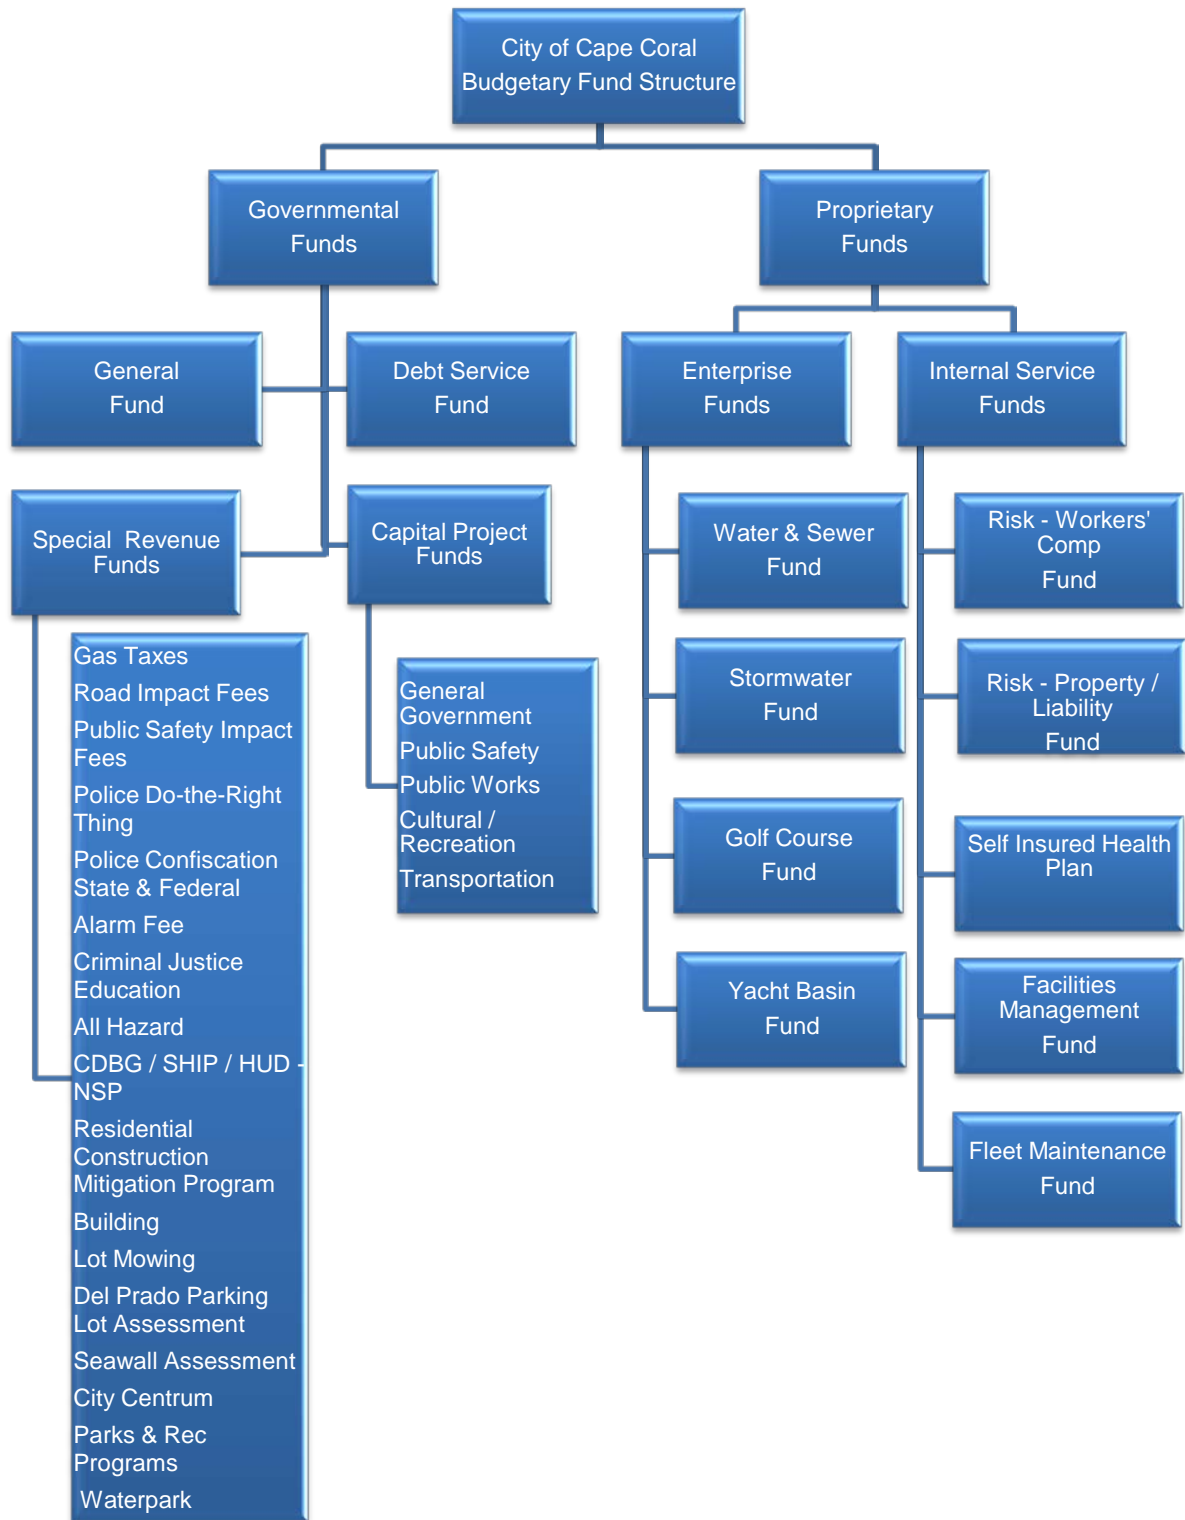 City of Cape Coral
Budgetary Fund Structure
Governmental
Funds
Proprietary
Funds
General
Fund
Debt Service
Fund
Enterprise
Funds
Internal Service
Funds
Special Revenue
Funds
Capital Project
Funds
Gas Taxes
Road Impact Fees
Public Safety Impact
Fees
Police Do-the-Right
Thing
Police Confiscation
State & Federal
Alarm Fee
Criminal Justice
Education
All Hazard
CDBG / SHIP / HUD -
NSP
Residential
Construction
Mitigation Program
Building
Lot Mowing
Del Prado Parking
Lot Assessment
Seawall Assessment
City Centrum
Parks & Rec
Programs
Waterpark
General
Government
Public Safety
Public Works
Cultural /
Recreation
Transportation
Water & Sewer
Fund
Stormwater
Fund
Golf Course
Fund
Yacht Basin
Fund
Risk - Workers'
Comp
Fund
Risk - Property /
Liability
Fund
Self Insured Health
Plan
Facilities
Management
Fund
Fleet Maintenance
Fund